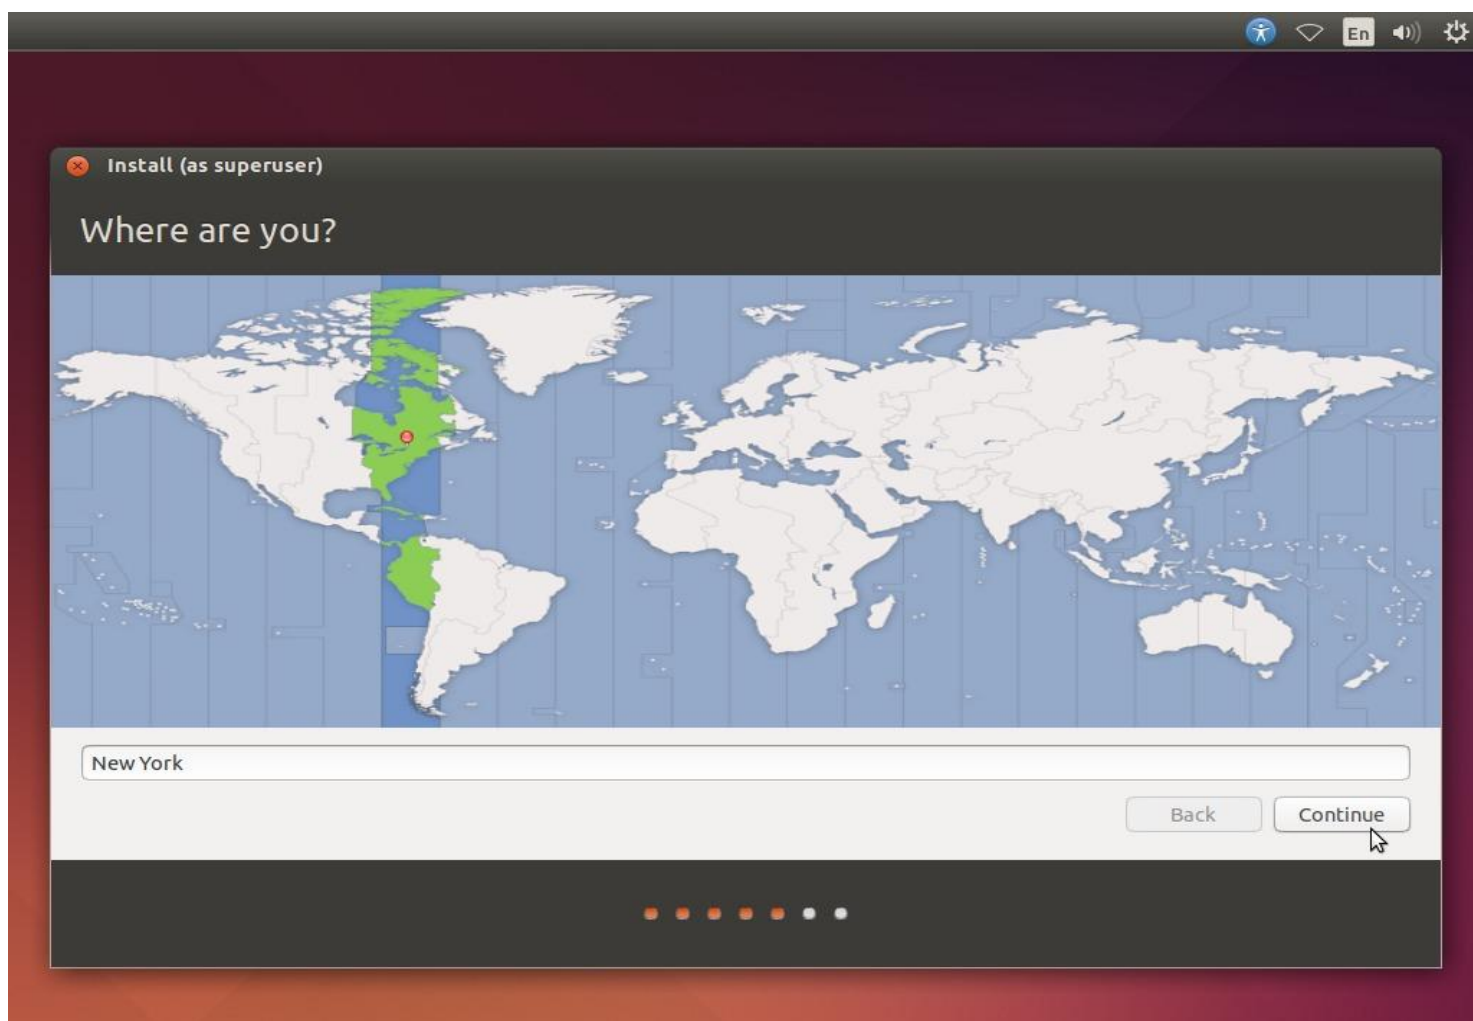 En
Install (as superuser)
Where are you?
New York
Back
Continue